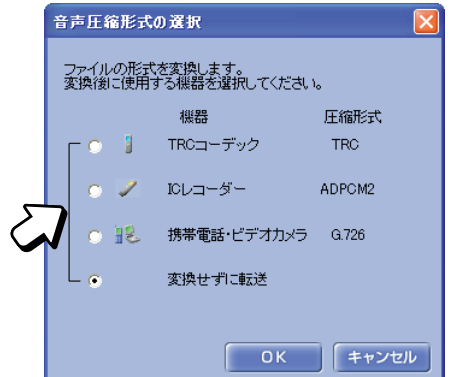 音声圧縮形式の選択
ファイルの形式を変換します。
変換後に使用する機器を選択してください。
機器 圧縮形式
TRCコーデック TRC
ICレコーダー ADPCM2
携帯電話・ビデオカメラ G.726
変換せずに転送
OK キャンセル